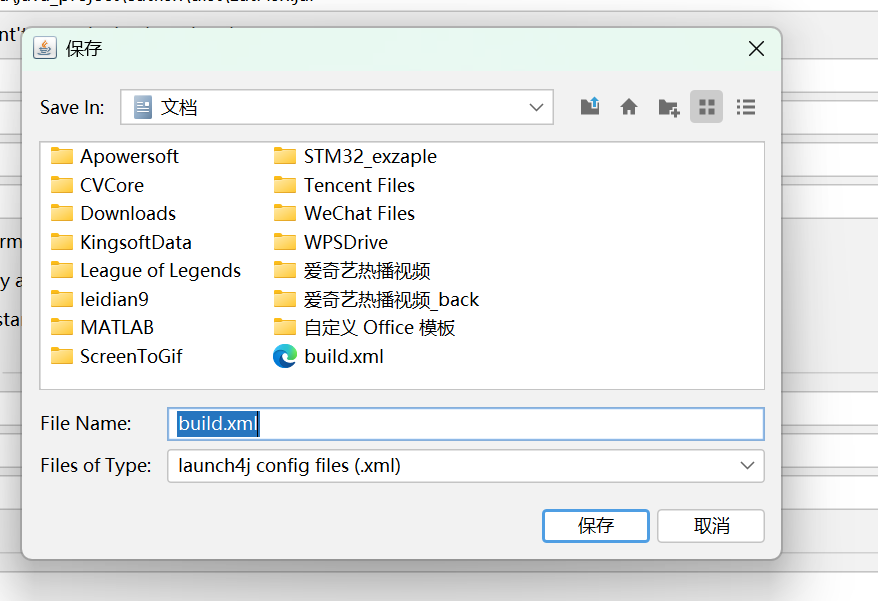 保存
Save In:
文档
Apowersoft
CVCore
Downloads
KingsoftData
League of Legends
leidian9
MATLAB
ScreenToGif
STM32_exzaple
Tencent Files
WeChat Files
WPSDrive
爱奇艺热播视频
爱奇艺热播视频_back
自定义 Office 模板
build.xml
File Name:
build.xml
Files of Type:
launch4j config files (.xml)
保存
取消